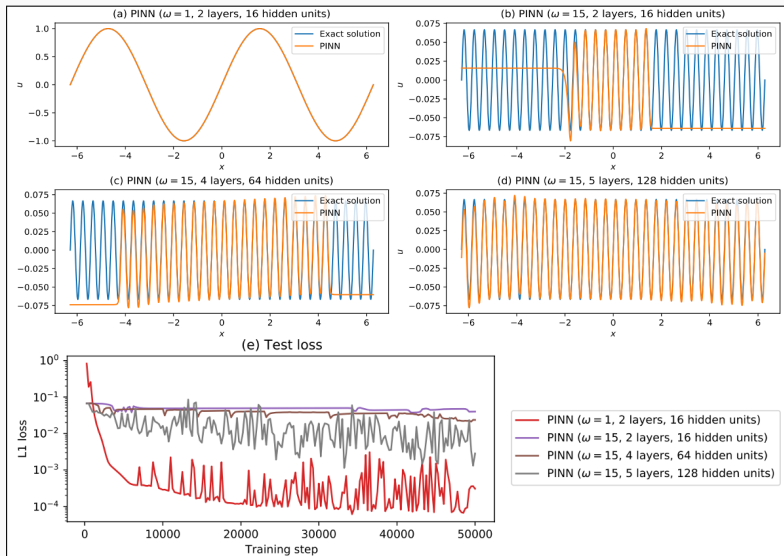 (a) PINN (ω = 1, 2 layers, 16 hidden units)
Exact solution
PINN
1.0
0.5
0.0
−0.5
−1.0
u
−6 −4 −2 0 2 4 6
x
(b) PINN (ω = 15, 2 layers, 16 hidden units)
Exact solution
PINN
0.075
0.050
0.025
0.000
−0.025
−0.050
−0.075
u
−6 −4 −2 0 2 4 6
x
(c) PINN (ω = 15, 4 layers, 64 hidden units)
Exact solution
PINN
0.075
0.050
0.025
0.000
−0.025
−0.050
−0.075
−6 −4 −2 0 2 4 6
x
(d) PINN (ω = 15, 5 layers, 128 hidden units)
Exact solution
PINN
0.075
0.050
0.025
0.000
−0.025
−0.050
−0.075
u
−6 −4 −2 0 2 4 6
x
(e) Test loss
10⁰
10⁻¹
10⁻²
10⁻³
10⁻⁴
L1 loss
0 10000 20000 30000 40000 50000
Training step
PINN (ω = 1, 2 layers, 16 hidden units)
PINN (ω = 15, 2 layers, 16 hidden units)
PINN (ω = 15, 4 layers, 64 hidden units)
PINN (ω = 15, 5 layers, 128 hidden units)